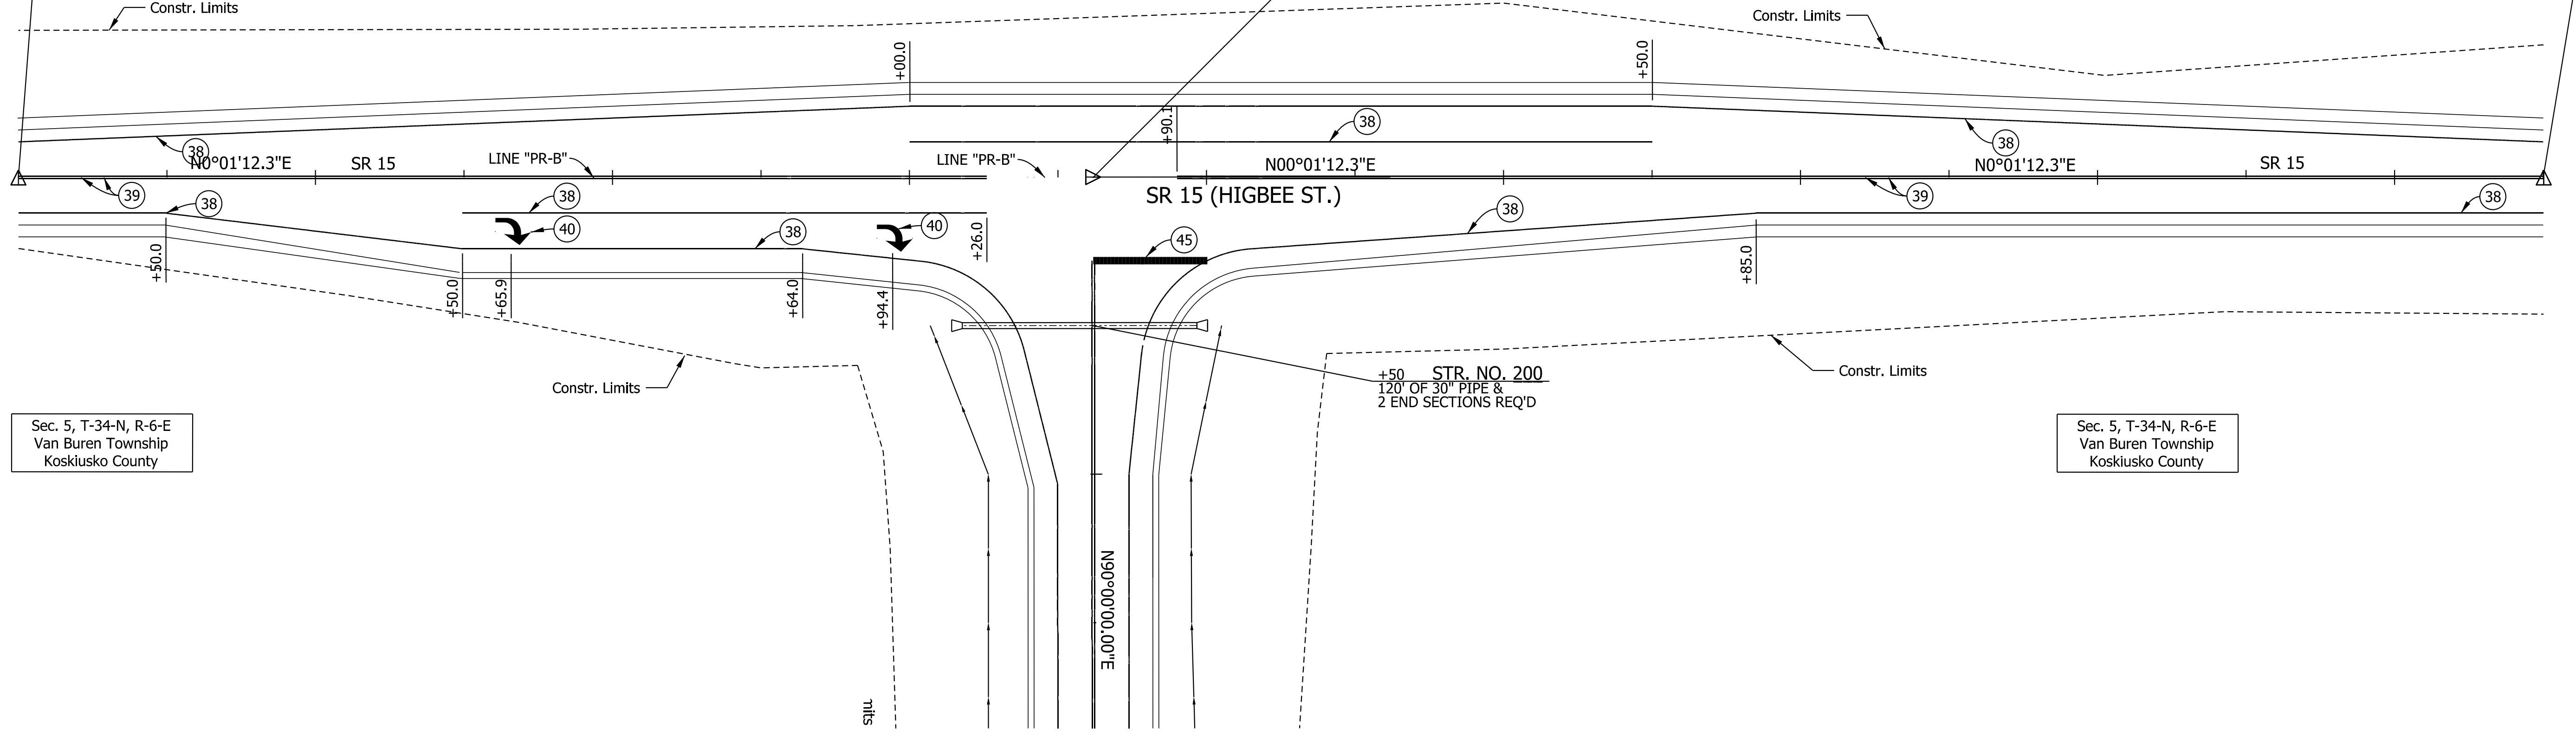 Constr. Limits
Constr. Limits
+00.0
+50.0
+90.1
38
38
38
38
N0°01'12.3"E
SR 15
LINE "PR-B"
LINE "PR-B"
N00°01'12.3"E
N0°01'12.3"E
SR 15
SR 15 (HIGBEE ST.)
39
38
38
40
38
40
38
39
38
45
+50.0
+50.0
+65.9
+64.0
+94.4
+26.0
+85.0
Constr. Limits
+50 STR. NO. 200
120' OF 30" PIPE &
2 END SECTIONS REQ'D
Constr. Limits
Sec. 5, T-34-N, R-6-E
Van Buren Township
Koskiusko County
Sec. 5, T-34-N, R-6-E
Van Buren Township
Koskiusko County
N90°00'00.00"E
mits